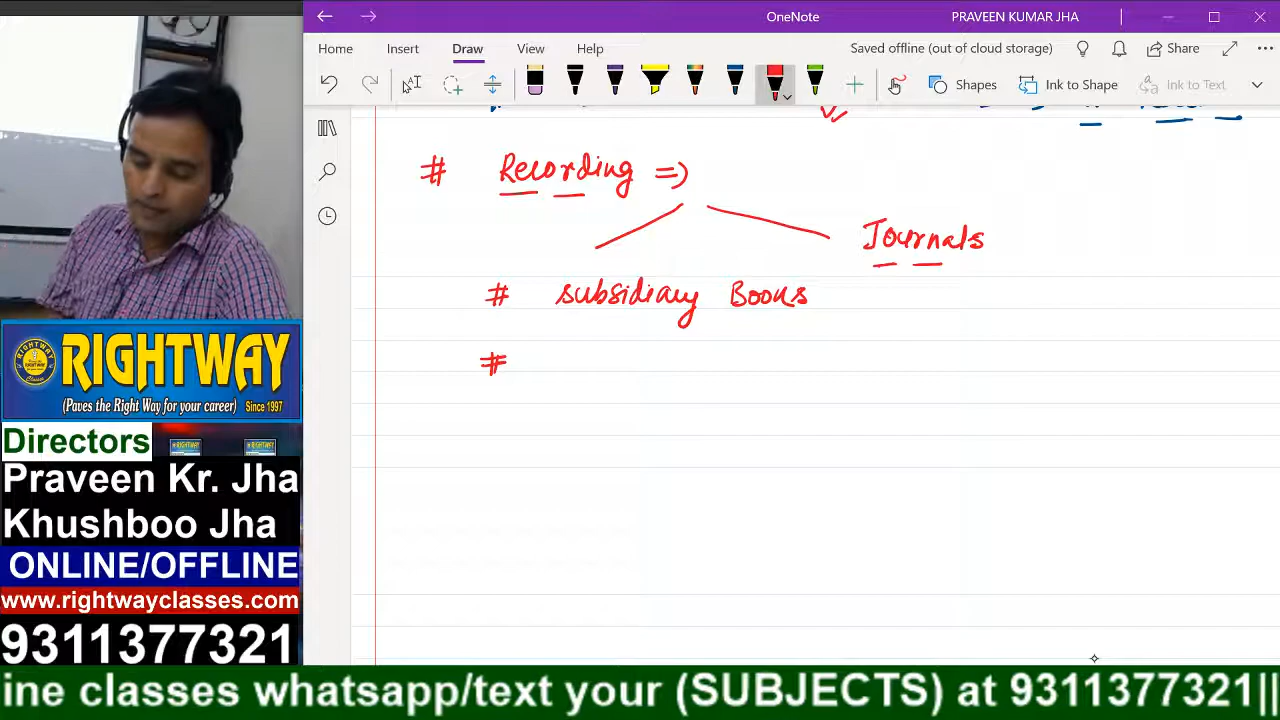 OneNote
PRAVEEN KUMAR JHA
Home Insert Draw View Help
Saved offline (out of cloud storage)
Share
Shapes
Ink to Shape
Ink to Text
# Recording =>
Journals
# subsidiary Books
#
RIGHTWAY
(Paves the Right Way for your career) Since 1997
Directors
Praveen Kr. Jha
Khushboo Jha
ONLINE/OFFLINE
www.rightwayclasses.com
9311377321
ine classes whatsapp/text your (SUBJECTS) at 9311377321||